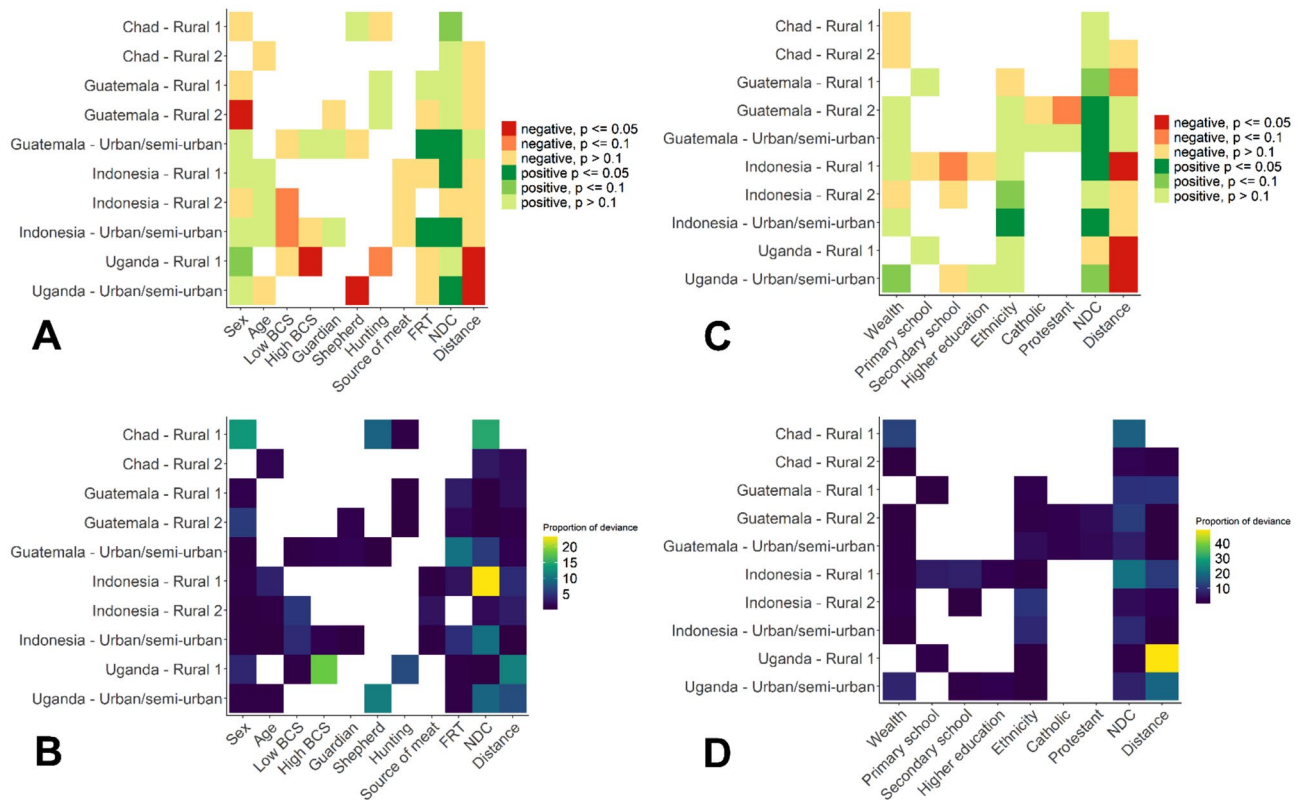 Chad - Rural 1
Chad - Rural 2
Guatemala - Rural 1
Guatemala - Rural 2
Guatemala - Urban/semi-urban
Indonesia - Rural 1
Indonesia - Rural 2
Indonesia - Urban/semi-urban
Uganda - Rural 1
Uganda - Urban/semi-urban
Sex
Age
Low BCS
High BCS
Guardian
Shepherd
Hunting
Source of meat
FRT
NDC
Distance
negative, p <= 0.05
negative, p <= 0.1
negative, p > 0.1
positive p <= 0.05
positive, p <= 0.1
positive, p > 0.1
A
Chad - Rural 1
Chad - Rural 2
Guatemala - Rural 1
Guatemala - Rural 2
Guatemala - Urban/semi-urban
Indonesia - Rural 1
Indonesia - Rural 2
Indonesia - Urban/semi-urban
Uganda - Rural 1
Uganda - Urban/semi-urban
Wealth
Primary school
Secondary school
Higher education
Ethnicity
Catholic
Protestant
NDC
Distance
negative, p <= 0.05
negative, p <= 0.1
negative, p > 0.1
positive p <= 0.05
positive, p <= 0.1
positive, p > 0.1
C
Chad - Rural 1
Chad - Rural 2
Guatemala - Rural 1
Guatemala - Rural 2
Guatemala - Urban/semi-urban
Indonesia - Rural 1
Indonesia - Rural 2
Indonesia - Urban/semi-urban
Uganda - Rural 1
Uganda - Urban/semi-urban
Sex
Age
Low BCS
High BCS
Guardian
Shepherd
Hunting
Source of meat
FRT
NDC
Distance
Proportion of deviance
20
15
10
5
B
Chad - Rural 1
Chad - Rural 2
Guatemala - Rural 1
Guatemala - Rural 2
Guatemala - Urban/semi-urban
Indonesia - Rural 1
Indonesia - Rural 2
Indonesia - Urban/semi-urban
Uganda - Rural 1
Uganda - Urban/semi-urban
Wealth
Primary school
Secondary school
Higher education
Ethnicity
Catholic
Protestant
NDC
Distance
Proportion of deviance
40
30
20
10
D